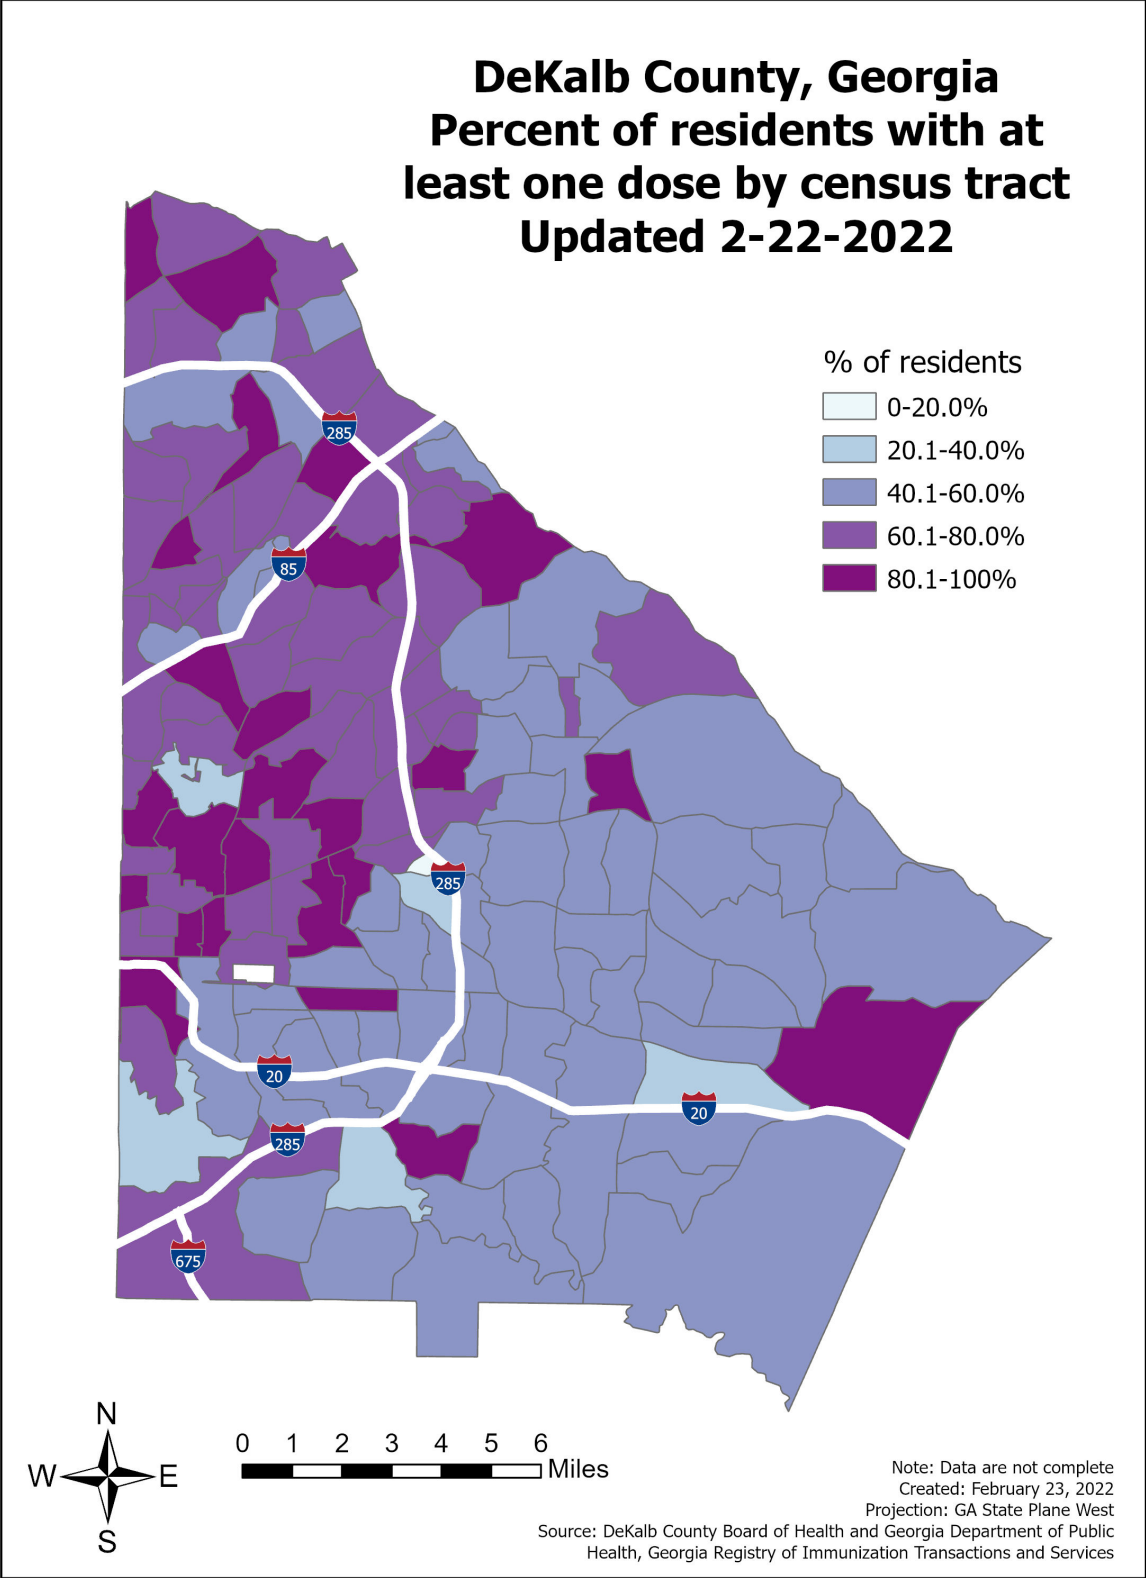 DeKalb County, Georgia
Percent of residents with at
least one dose by census tract
Updated 2-22-2022
% of residents
0-20.0%
20.1-40.0%
40.1-60.0%
60.1-80.0%
80.1-100%
285
85
285
20
20
285
675
N
W E
S
0 1 2 3 4 5 6
Miles
Note: Data are not complete
Created: February 23, 2022
Projection: GA State Plane West
Source: DeKalb County Board of Health and Georgia Department of Public
Health, Georgia Registry of Immunization Transactions and Services